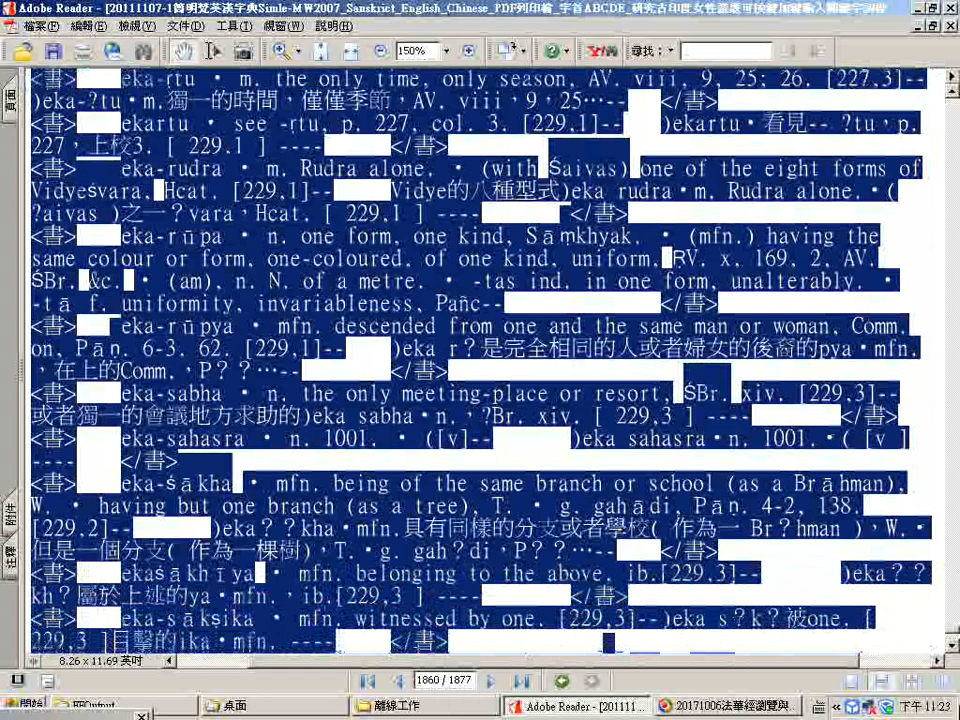 Adobe Reader - [20111107-1簡明梵英漢字典Simle-MW2007_Sanskrict_English_Chinese_PDF列印檔_字首ABCDE_研究古印度女性
檔案(F) 編輯(E) 檢視(V) 文件(D) 工具(T) 視窗(W) 說明(H)
150% 尋找：
頁面
<書> eka-ṛtu • m. the only time, only season, AV. viii, 9, 25; 26. [227,3]--
)eka-?tu•m.獨一的時間，僅僅季節，AV. viii，9，25…-- </書>
<書> ekartu • see -ṛtu, p. 227, col. 3. [229,1]-- )ekartu•看見-- ?tu，p.
227，上校3. [ 229.1 ] ---- </書>
<書> eka-rudra • m. Rudra alone. • (with Śaivas) one of the eight forms of
Vidyeśvara, Hcat. [229,1]-- Vidye的八種型式)eka rudra•m. Rudra alone.•(
?aivas )之一？vara，Hcat. [ 229,1 ] ---- </書>
<書> eka-rūpa • n. one form, one kind, Sāṃkhyak. • (mfn.) having the
same colour or form, one-coloured, of one kind, uniform, ṚV. x, 169, 2, AV.
ŚBr. &c. • (am), n. N. of a metre. • -tas ind. in one form, unalterably. •
-tā f. uniformity, invariableness, Pañc-- </書>
<書> eka-rūpya • mfn. descended from one and the same man or woman, Comm.
on, Pāṇ. 6-3. 62. [229,1]-- )eka r？是完全相同的人或者婦女的後裔的pya•mfn.
，在上的Comm.，P？？…-- </書>
<書> eka-sabha • n. the only meeting-place or resort, ŚBr. xiv. [229,3]--
或者獨一的會議地方求助的)eka sabha•n.，?Br. xiv. [ 229,3 ] ---- </書>
<書> eka-sahasra • n. 1001. • ([v]-- )eka sahasra•n. 1001.•( [v ]
---- </書>
<書> eka-śākha • mfn. being of the same branch or school (as a Brāhman),
W. • having but one branch (as a tree), T. • g. gahādi, Pāṇ. 4-2, 138.
[229,2]-- )eka？？kha•mfn.具有同樣的分支或者學校( 作為一 Br？hman )，W.•
但是一個分支( 作為一棵樹)，T.•g. gah？di，P？？…-- </書>
<書> ekaśākhīya • mfn. belonging to the above, ib.[229,3]-- )eka？？
kh？屬於上述的ya•mfn.，ib.[229,3 ] ---- </書>
<書> eka-sākṣika • mfn. witnessed by one. [229,3]--)eka s？k？被one. [
229,3 ]目擊的ika•mfn. ---- </書>
附件
注釋
8.26 x 11.69 英吋
1860 / 1877
開始 FFOutput 桌面 離線工作 Adobe Reader - [201111... 20171006法華經瀏覽與... 下午 11:23